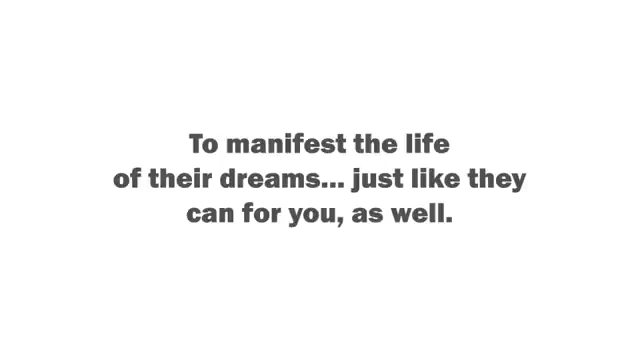 To manifest the life
of their dreams... just like they
can for you, as well.